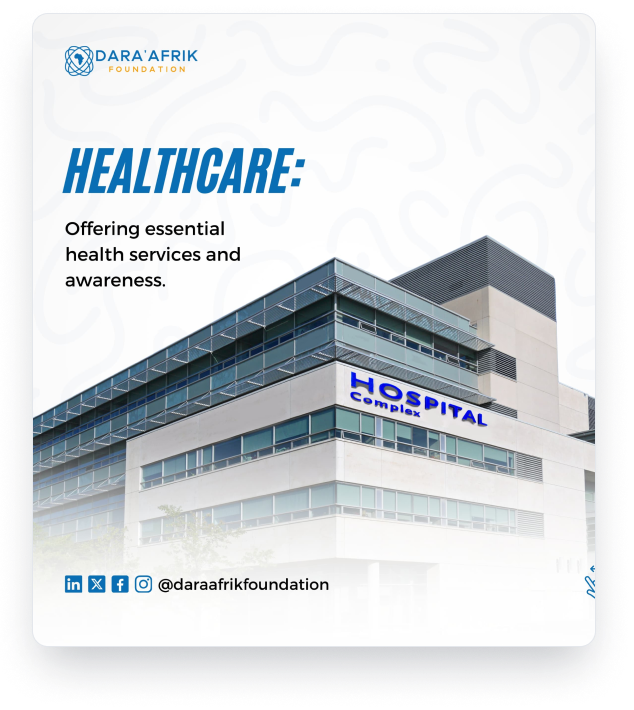 DARA'AFRIK
FOUNDATION
HEALTHCARE:
Offering essential
health services and
awareness.
HOSPITAL
Complex
@daraafrikfoundation